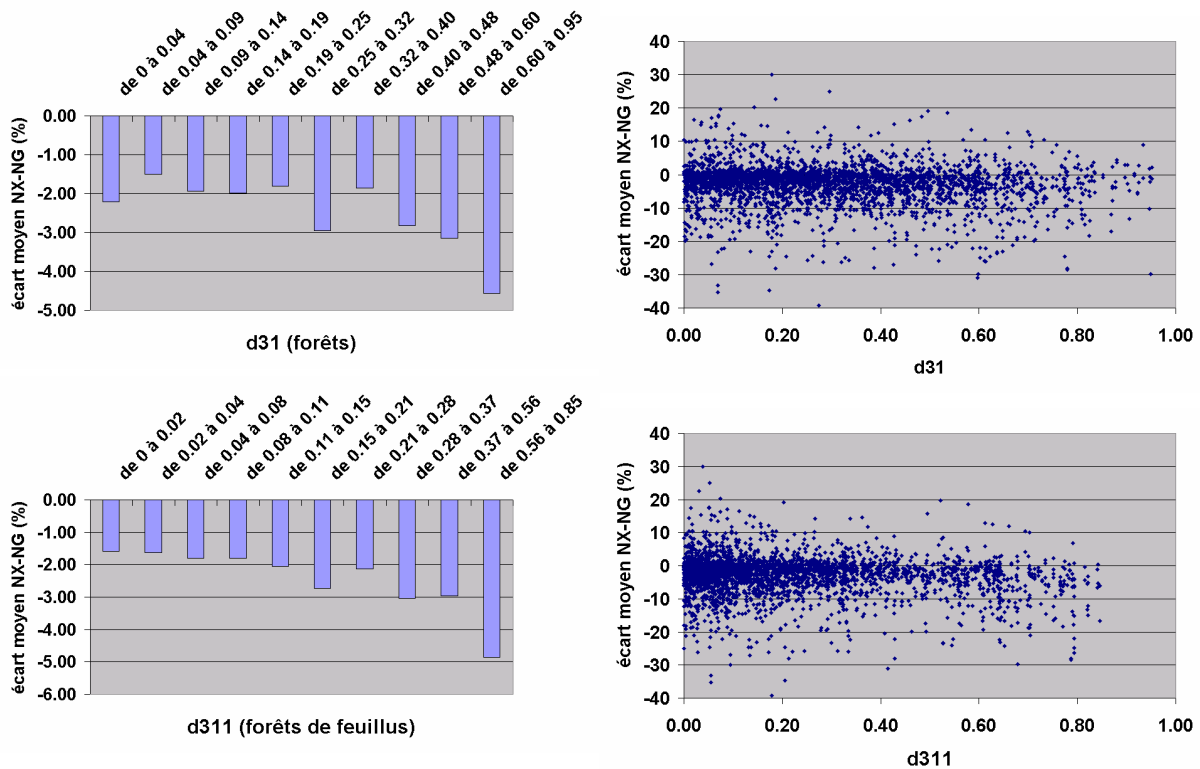 de 0 à 0.04
de 0.04 à 0.09
de 0.09 à 0.14
de 0.14 à 0.19
de 0.19 à 0.25
de 0.25 à 0.32
de 0.32 à 0.40
de 0.40 à 0.48
de 0.48 à 0.60
de 0.60 à 0.95
écart moyen NX-NG (%)
0.00
-1.00
-2.00
-3.00
-4.00
-5.00
d31 (forêts)
écart moyen NX-NG (%)
40
30
20
10
0
-10
-20
-30
-40
0.00 0.20 0.40 0.60 0.80 1.00
d31
de 0 à 0.02
de 0.02 à 0.04
de 0.04 à 0.08
de 0.08 à 0.11
de 0.11 à 0.15
de 0.15 à 0.21
de 0.21 à 0.28
de 0.28 à 0.37
de 0.37 à 0.56
de 0.56 à 0.85
écart moyen NX-NG (%)
0.00
-1.00
-2.00
-3.00
-4.00
-5.00
-6.00
d311 (forêts de feuillus)
écart moyen NX-NG (%)
40
30
20
10
0
-10
-20
-30
-40
0.00 0.20 0.40 0.60 0.80 1.00
d311